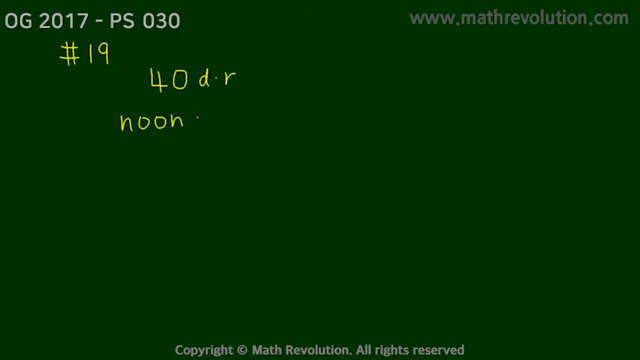 OG 2017 - PS 030
www.mathrevolution.com
#19
40 d·r
noon ·
Copyright © Math Revolution. All rights reserved